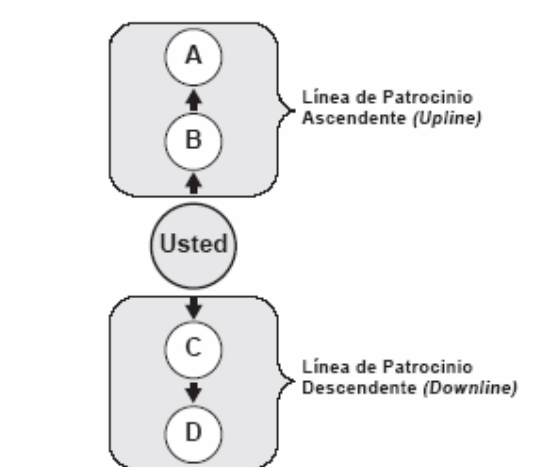 A
Línea de Patrocinio
Ascendente (Upline)
B
Usted
C
Línea de Patrocinio
Descendente (Downline)
D